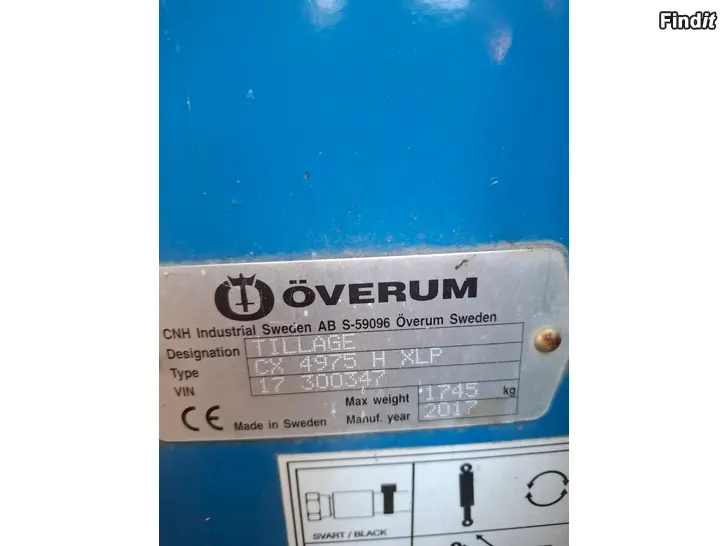 Findit
ÖVERUM
CNH Industrial Sweden AB S-59096 Överum Sweden
Designation TILLAGE
Type CX 4975 H XLP
VIN 17 300347
Max weight 1745 kg
CE Made in Sweden Manuf. year 2017
SVART / BLACK